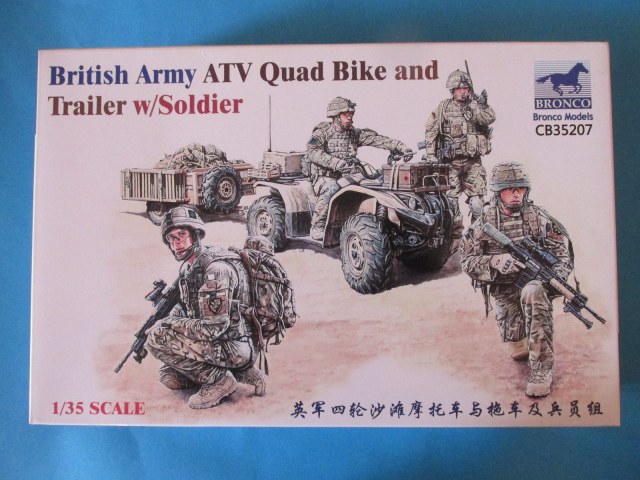 British Army ATV Quad Bike and
Trailer w/Soldier
BRONCO
Bronco Models
CB35207
1/35 SCALE
英军四轮沙滩摩托车与拖车及兵员组